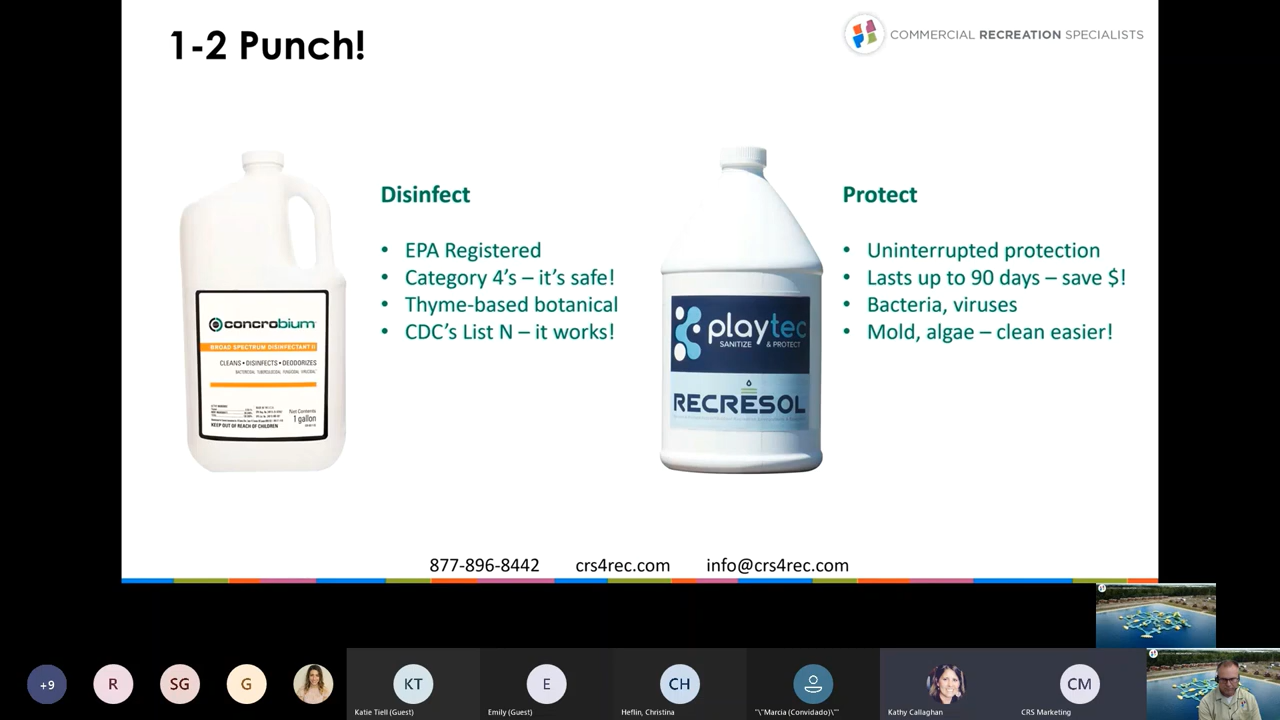 1-2 Punch!
COMMERCIAL RECREATION SPECIALISTS
Disinfect
• EPA Registered
• Category 4's – it's safe!
• Thyme-based botanical
• CDC's List N – it works!
Protect
• Uninterrupted protection
• Lasts up to 90 days – save $!
• Bacteria, viruses
• Mold, algae – clean easier!
concrobium
BROAD SPECTRUM DISINFECTANT II
CLEANS • DISINFECTS • DEODORIZES
1 gallon
KEEP OUT OF REACH OF CHILDREN
playtec
SANITIZE & PROTECT
RECRESOL
877-896-8442 crs4rec.com info@crs4rec.com
+9
R
SG
G
KT
Katie Tiell (Guest)
E
Emily (Guest)
CH
Heflin, Christina
"\"Marcia (Convidado)\""
Kathy Callaghan
CM
CRS Marketing